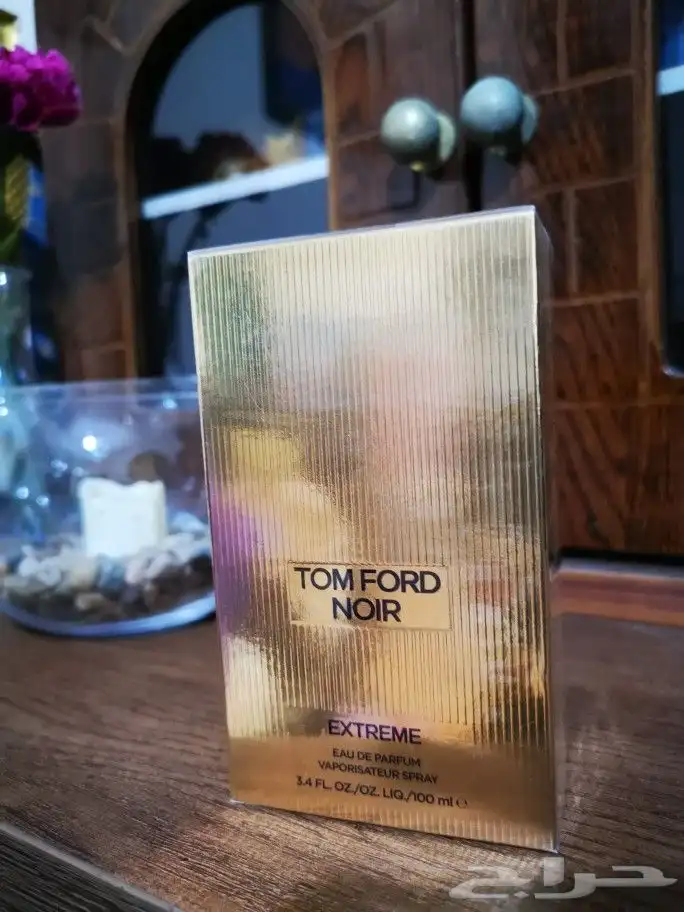 TOM FORD
NOIR
EXTREME
EAU DE PARFUM
VAPORISATEUR SPRAY
3.4 FL. OZ./OZ. LIQ./100 ml ℮
حراج